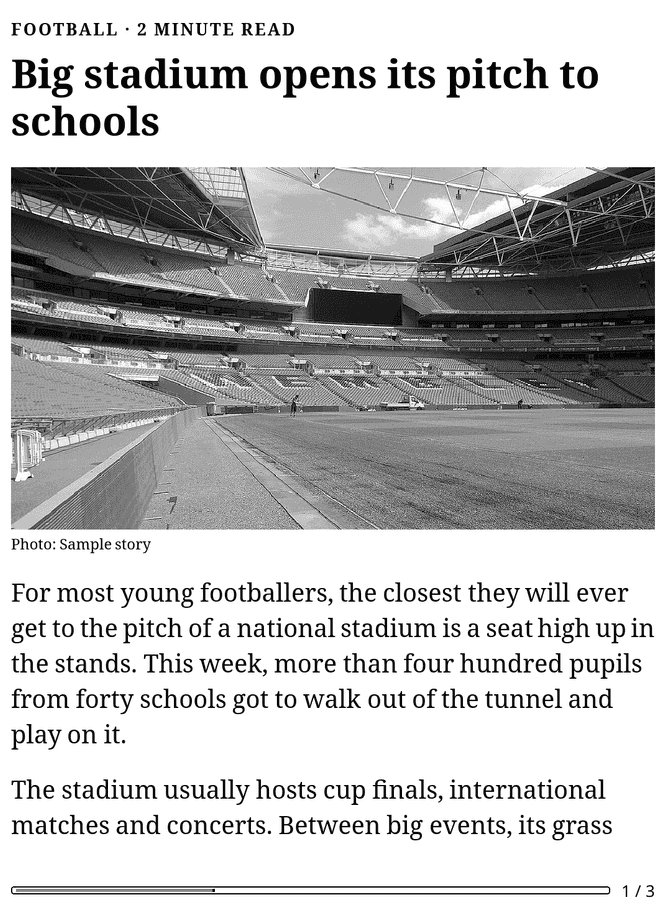 FOOTBALL · 2 MINUTE READ
Big stadium opens its pitch to
schools
WEMBLEY
Photo: Sample story
For most young footballers, the closest they will ever
get to the pitch of a national stadium is a seat high up in
the stands. This week, more than four hundred pupils
from forty schools got to walk out of the tunnel and
play on it.
The stadium usually hosts cup finals, international
matches and concerts. Between big events, its grass
1 / 3